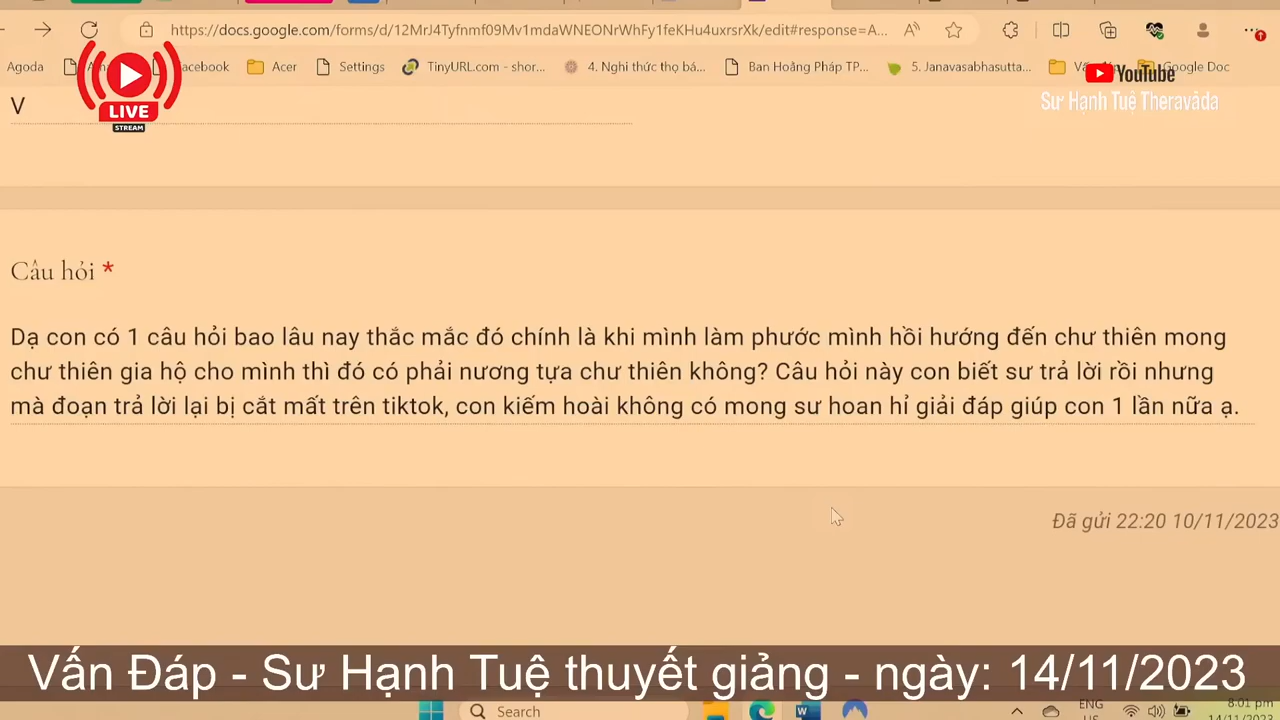 https://docs.google.com/forms/d/12MrJ4Tyfnmf09Mv1mdaWNEONrWhFy1feKHu4uxrsrXk/edit#response=A...
Agoda
facebook
Acer
Settings
TinyURL.com - shor...
4. Nghi thức thọ bá...
Ban Hoằng Pháp TP...
5. Janavasabhasutta...
Google Doc
LIVE
STREAM
YouTube
Sư Hạnh Tuệ Theravāda
V
Câu hỏi *
Dạ con có 1 câu hỏi bao lâu nay thắc mắc đó chính là khi mình làm phước mình hồi hướng đến chư thiên mong
chư thiên gia hộ cho mình thì đó có phải nương tựa chư thiên không? Câu hỏi này con biết sư trả lời rồi nhưng
mà đoạn trả lời lại bị cắt mất trên tiktok, con kiếm hoài không có mong sư hoan hỉ giải đáp giúp con 1 lần nữa ạ.
Đã gửi 22:20 10/11/2023
Vấn Đáp - Sư Hạnh Tuệ thuyết giảng - ngày: 14/11/2023
Search
ENG
US
8:01 pm
14/11/2023